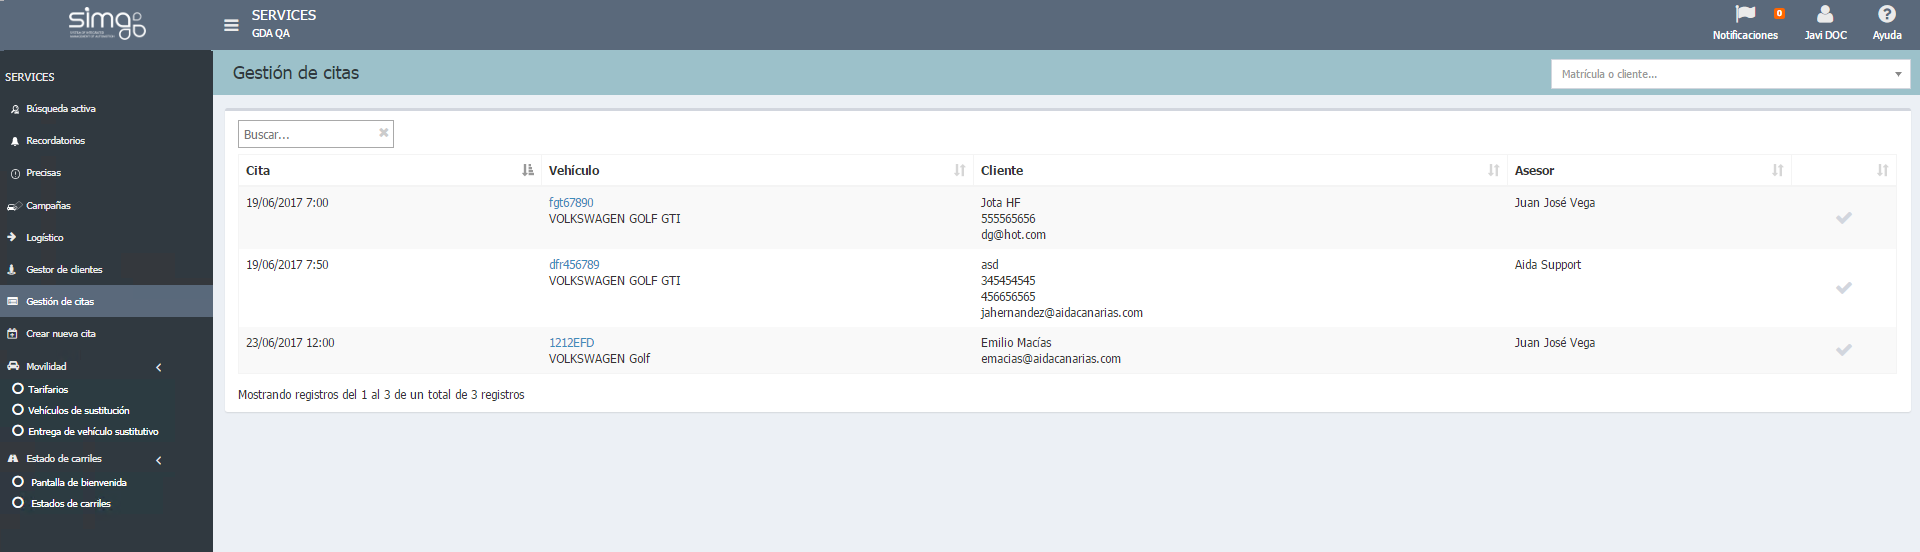 simgo
SERVICES
GDA QA
0
Notificaciones
Javi DOC
Ayuda
SERVICES
Búsqueda activa
Recordatorios
Precisas
Campañas
Logístico
Gestor de clientes
Gestión de citas
Crear nueva cita
Movilidad
Tarifarios
Vehículos de sustitución
Entrega de vehículo sustitutivo
Estado de carriles
Pantalla de bienvenida
Estados de carriles
Gestión de citas
Matrícula o cliente...
Buscar...
Cita Vehículo Cliente Asesor
19/06/2017 7:00 fgt67890 Jota HF Juan José Vega
VOLKSWAGEN GOLF GTI 555565656
dg@hot.com
19/06/2017 7:50 dfr456789 asd Aida Support
VOLKSWAGEN GOLF GTI 345454545
456656565
jahernandez@aidacanarias.com
23/06/2017 12:00 1212EFD Emilio Macías Juan José Vega
VOLKSWAGEN Golf emacias@aidacanarias.com
Mostrando registros del 1 al 3 de un total de 3 registros